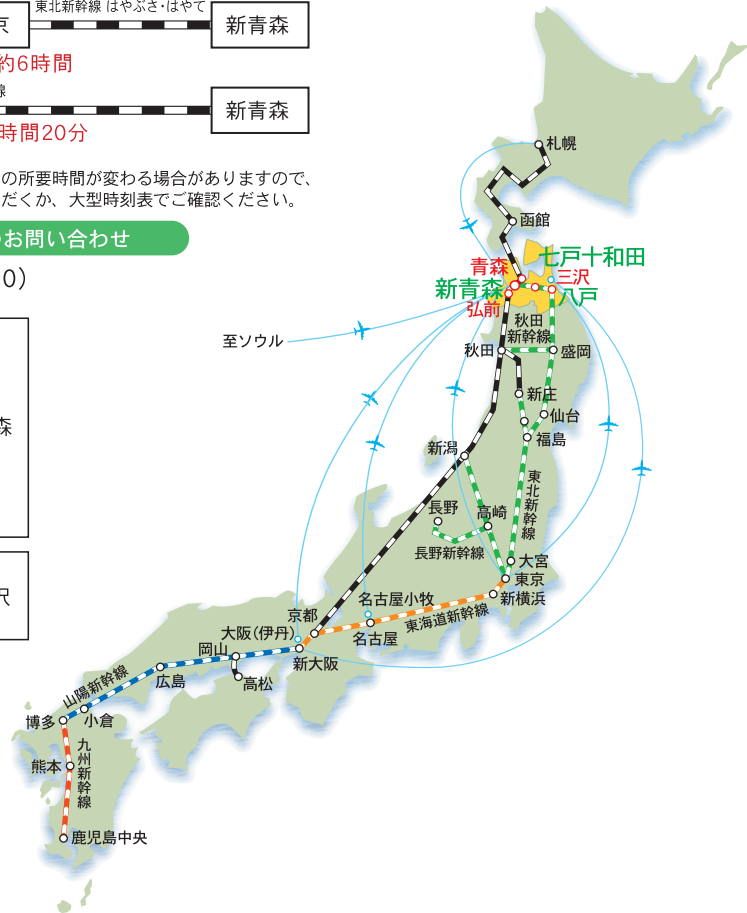 京
東北新幹線 はやぶさ・はやて
新青森
約6時間
線
新青森
時間20分
の所要時間が変わる場合がありますので、
だくか、大型時刻表でご確認ください。
お問い合わせ
0）
森
沢
札幌
函館
七戸十和田
青森
三沢
新青森
八戸
弘前
秋田
新幹線
至ソウル
秋田
盛岡
新庄
仙台
福島
新潟
東北新幹線
長野
高崎
長野新幹線
大宮
東京
新横浜
名古屋小牧
東海道新幹線
京都
名古屋
大阪（伊丹）
岡山
新大阪
山陽新幹線
広島
高松
博多
小倉
九州新幹線
熊本
鹿児島中央